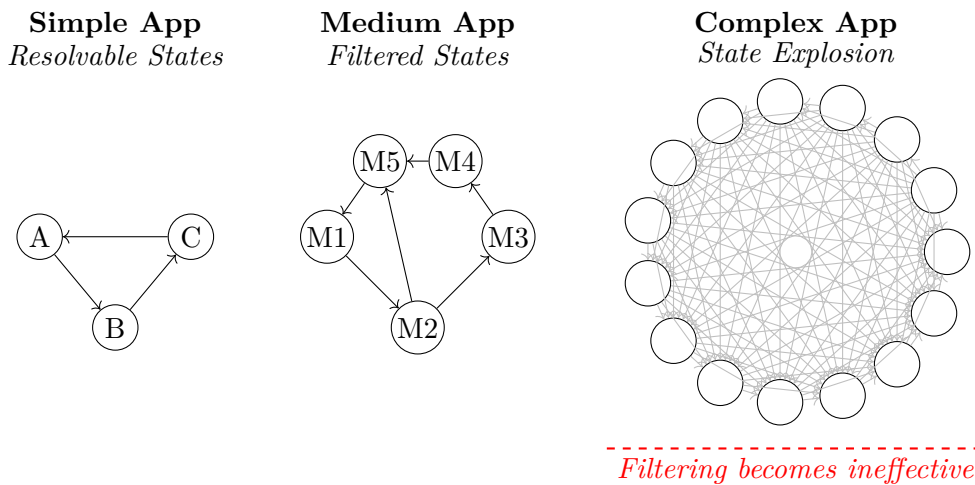 Simple App
Resolvable States
Medium App
Filtered States
Complex App
State Explosion
M5
M4
A
C
M1
M3
B
M2
Filtering becomes ineffective